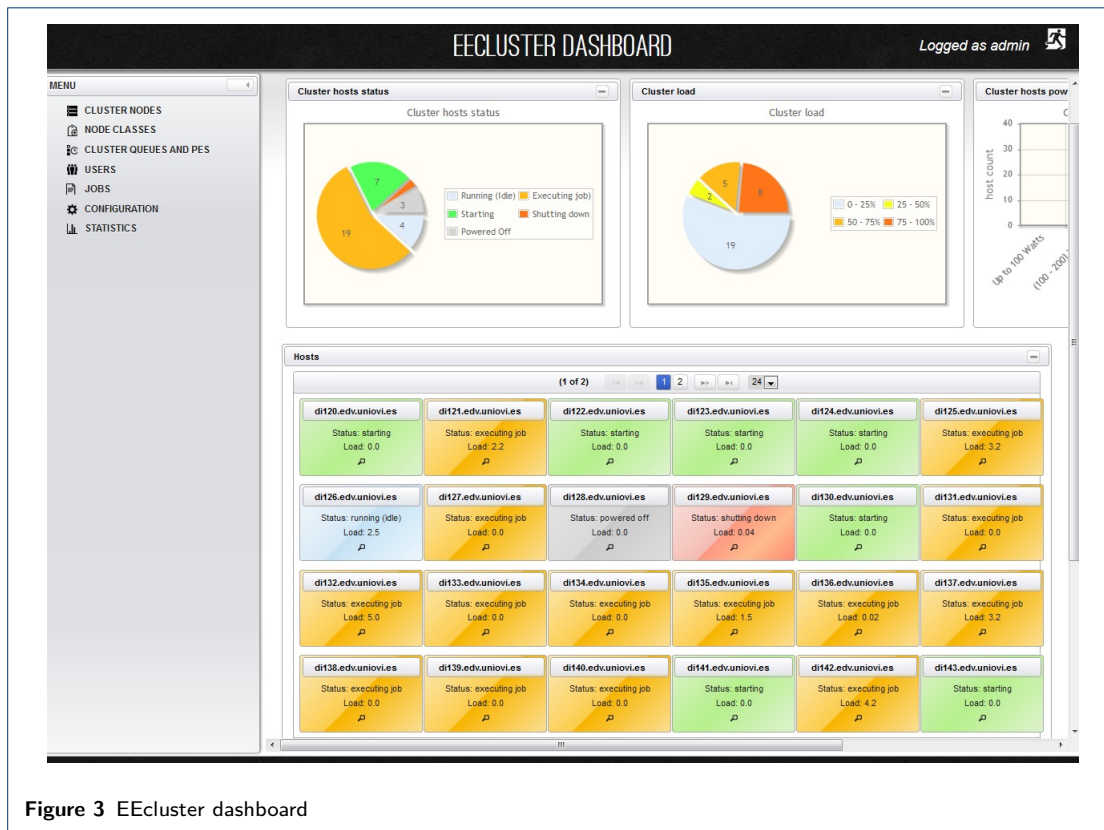 EECLUSTER DASHBOARD
Logged as admin
MENU
CLUSTER NODES
NODE CLASSES
CLUSTER QUEUES AND PES
USERS
JOBS
CONFIGURATION
STATISTICS
Cluster hosts status
Cluster hosts status
7
3
4
19
Running (Idle) Executing job)
Starting Shutting down
Powered Off
Cluster load
Cluster load
5
8
2
19
0 - 25% 25 - 50%
50 - 75% 75 - 100%
Cluster hosts pow
C
40
30
20
10
0
host count
Up to 100 Watts
(100 - 200)
Hosts
(1 of 2) 1 2 24
di120.edv.uniovi.es di121.edv.uniovi.es di122.edv.uniovi.es di123.edv.uniovi.es di124.edv.uniovi.es di125.edv.uniovi.es
Status: starting Status: executing job Status: starting Status: starting Status: starting Status: executing job
Load: 0.0 Load: 2.2 Load: 0.0 Load: 0.0 Load: 0.0 Load: 3.2
di126.edv.uniovi.es di127.edv.uniovi.es di128.edv.uniovi.es di129.edv.uniovi.es di130.edv.uniovi.es di131.edv.uniovi.es
Status: running (idle) Status: executing job Status: powered off Status: shutting down Status: starting Status: executing job
Load: 2.5 Load: 0.0 Load: 0.0 Load: 0.04 Load: 0.0 Load: 0.0
di132.edv.uniovi.es di133.edv.uniovi.es di134.edv.uniovi.es di135.edv.uniovi.es di136.edv.uniovi.es di137.edv.uniovi.es
Status: executing job Status: executing job Status: executing job Status: executing job Status: executing job Status: executing job
Load: 5.0 Load: 0.0 Load: 0.0 Load: 1.5 Load: 0.02 Load: 3.2
di138.edv.uniovi.es di139.edv.uniovi.es di140.edv.uniovi.es di141.edv.uniovi.es di142.edv.uniovi.es di143.edv.uniovi.es
Status: executing job Status: executing job Status: executing job Status: starting Status: executing job Status: starting
Load: 0.0 Load: 0.0 Load: 0.0 Load: 0.0 Load: 4.2 Load: 0.0
Figure 3 EEcluster dashboard